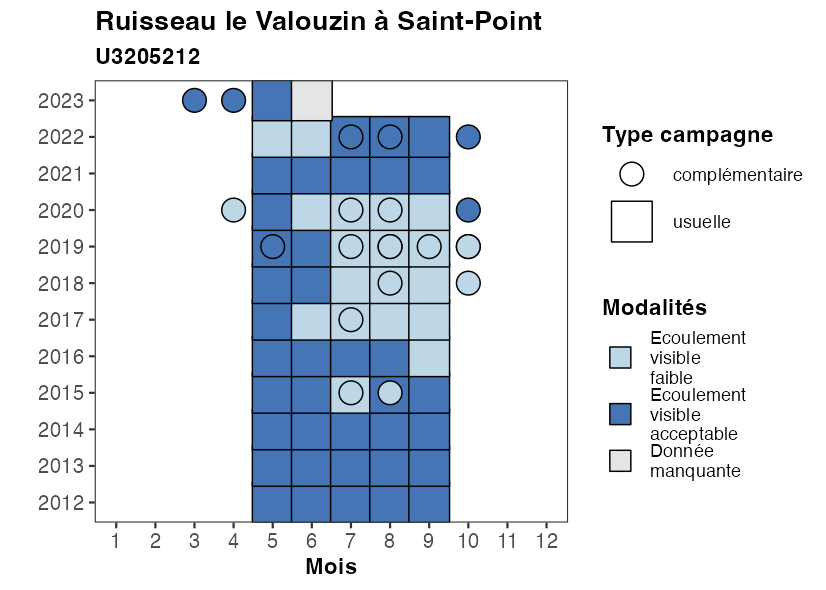 Ruisseau le Valouzin à Saint-Point
U3205212
2023
2022
2021
2020
2019
2018
2017
2016
2015
2014
2013
2012
1 2 3 4 5 6 7 8 9 10 11 12
Mois
Type campagne
complémentaire
usuelle
Modalités
Ecoulement
visible
faible
Ecoulement
visible
acceptable
Donnée
manquante